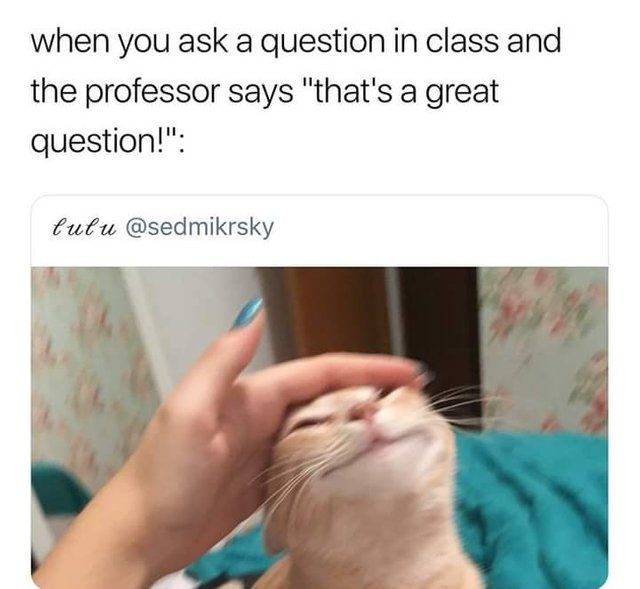 when you ask a question in class and
the professor says "that's a great
question!":
lulu @sedmikrsky